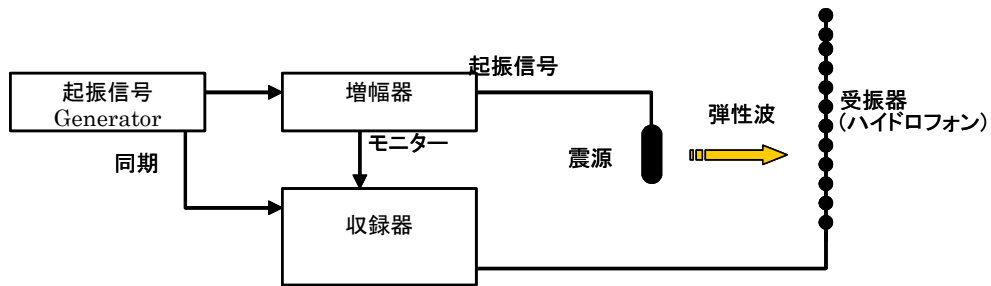 起振信号
起振信号
Generator
増幅器
受振器
(ハイドロフォン)
弾性波
モニター
震源
同期
収録器